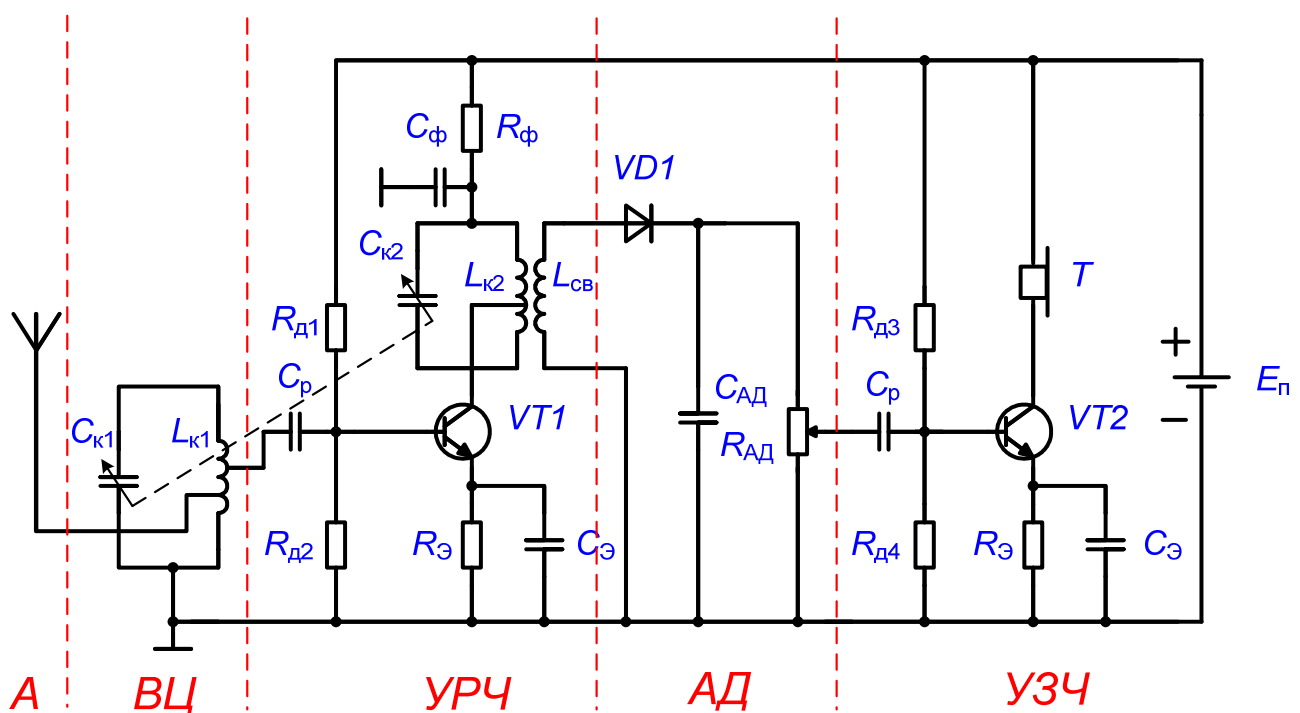 Cф Rф
VD1
Cк2
Lк2 Lсв
T
Rд1
Rд3
+
Cр
CАД
Cр
Eп
Cк1 Lк1
VT1
RАД
VT2
−
Rд2
RЭ
CЭ
Rд4
RЭ
CЭ
А ВЦ УРЧ АД УЗЧ